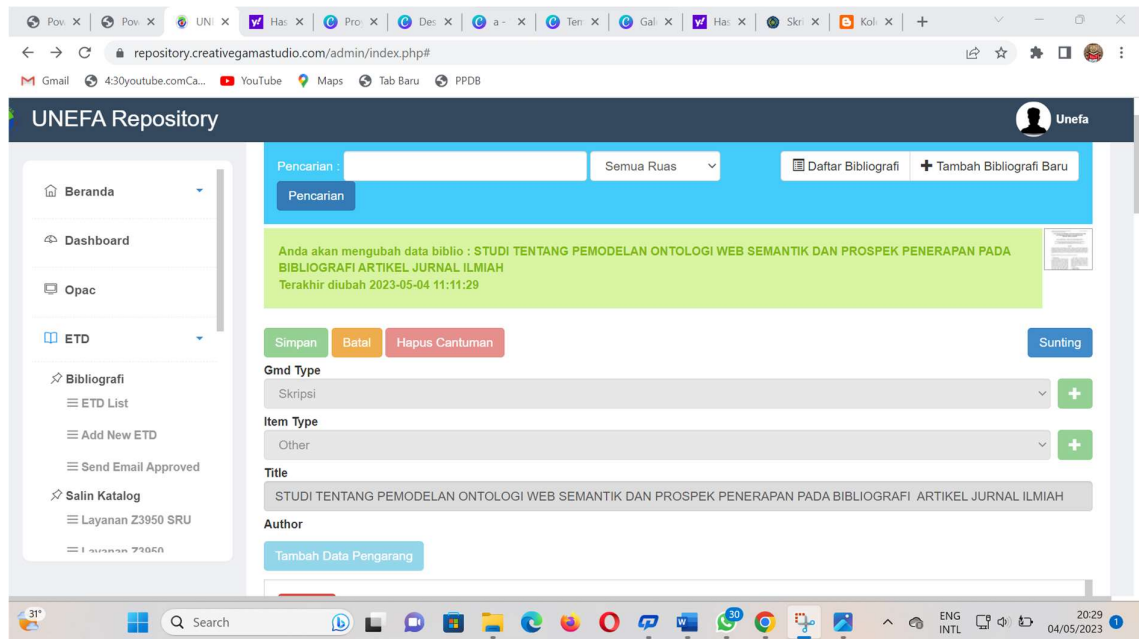 Pow
Pow
UNI
Has
Pro
Des
a -
Tem
Gal
Has
Skri
Kol
repository.creativegamastudio.com/admin/index.php#
Gmail
4:30youtube.comCa...
YouTube
Maps
Tab Baru
PPDB
UNEFA Repository
Unefa
Beranda
Dashboard
Opac
ETD
Bibliografi
ETD List
Add New ETD
Send Email Approved
Salin Katalog
Layanan Z3950 SRU
Layanan Z3950
Pencarian :
Semua Ruas
Daftar Bibliografi
Tambah Bibliografi Baru
Pencarian
Anda akan mengubah data biblio : STUDI TENTANG PEMODELAN ONTOLOGI WEB SEMANTIK DAN PROSPEK PENERAPAN PADA
BIBLIOGRAFI ARTIKEL JURNAL ILMIAH
Terakhir diubah 2023-05-04 11:11:29
Simpan
Batal
Hapus Cantuman
Sunting
Gmd Type
Skripsi
Item Type
Other
Title
STUDI TENTANG PEMODELAN ONTOLOGI WEB SEMANTIK DAN PROSPEK PENERAPAN PADA BIBLIOGRAFI ARTIKEL JURNAL ILMIAH
Author
Tambah Data Pengarang
31°
Search
30
ENG
INTL
20:29
04/05/2023
1